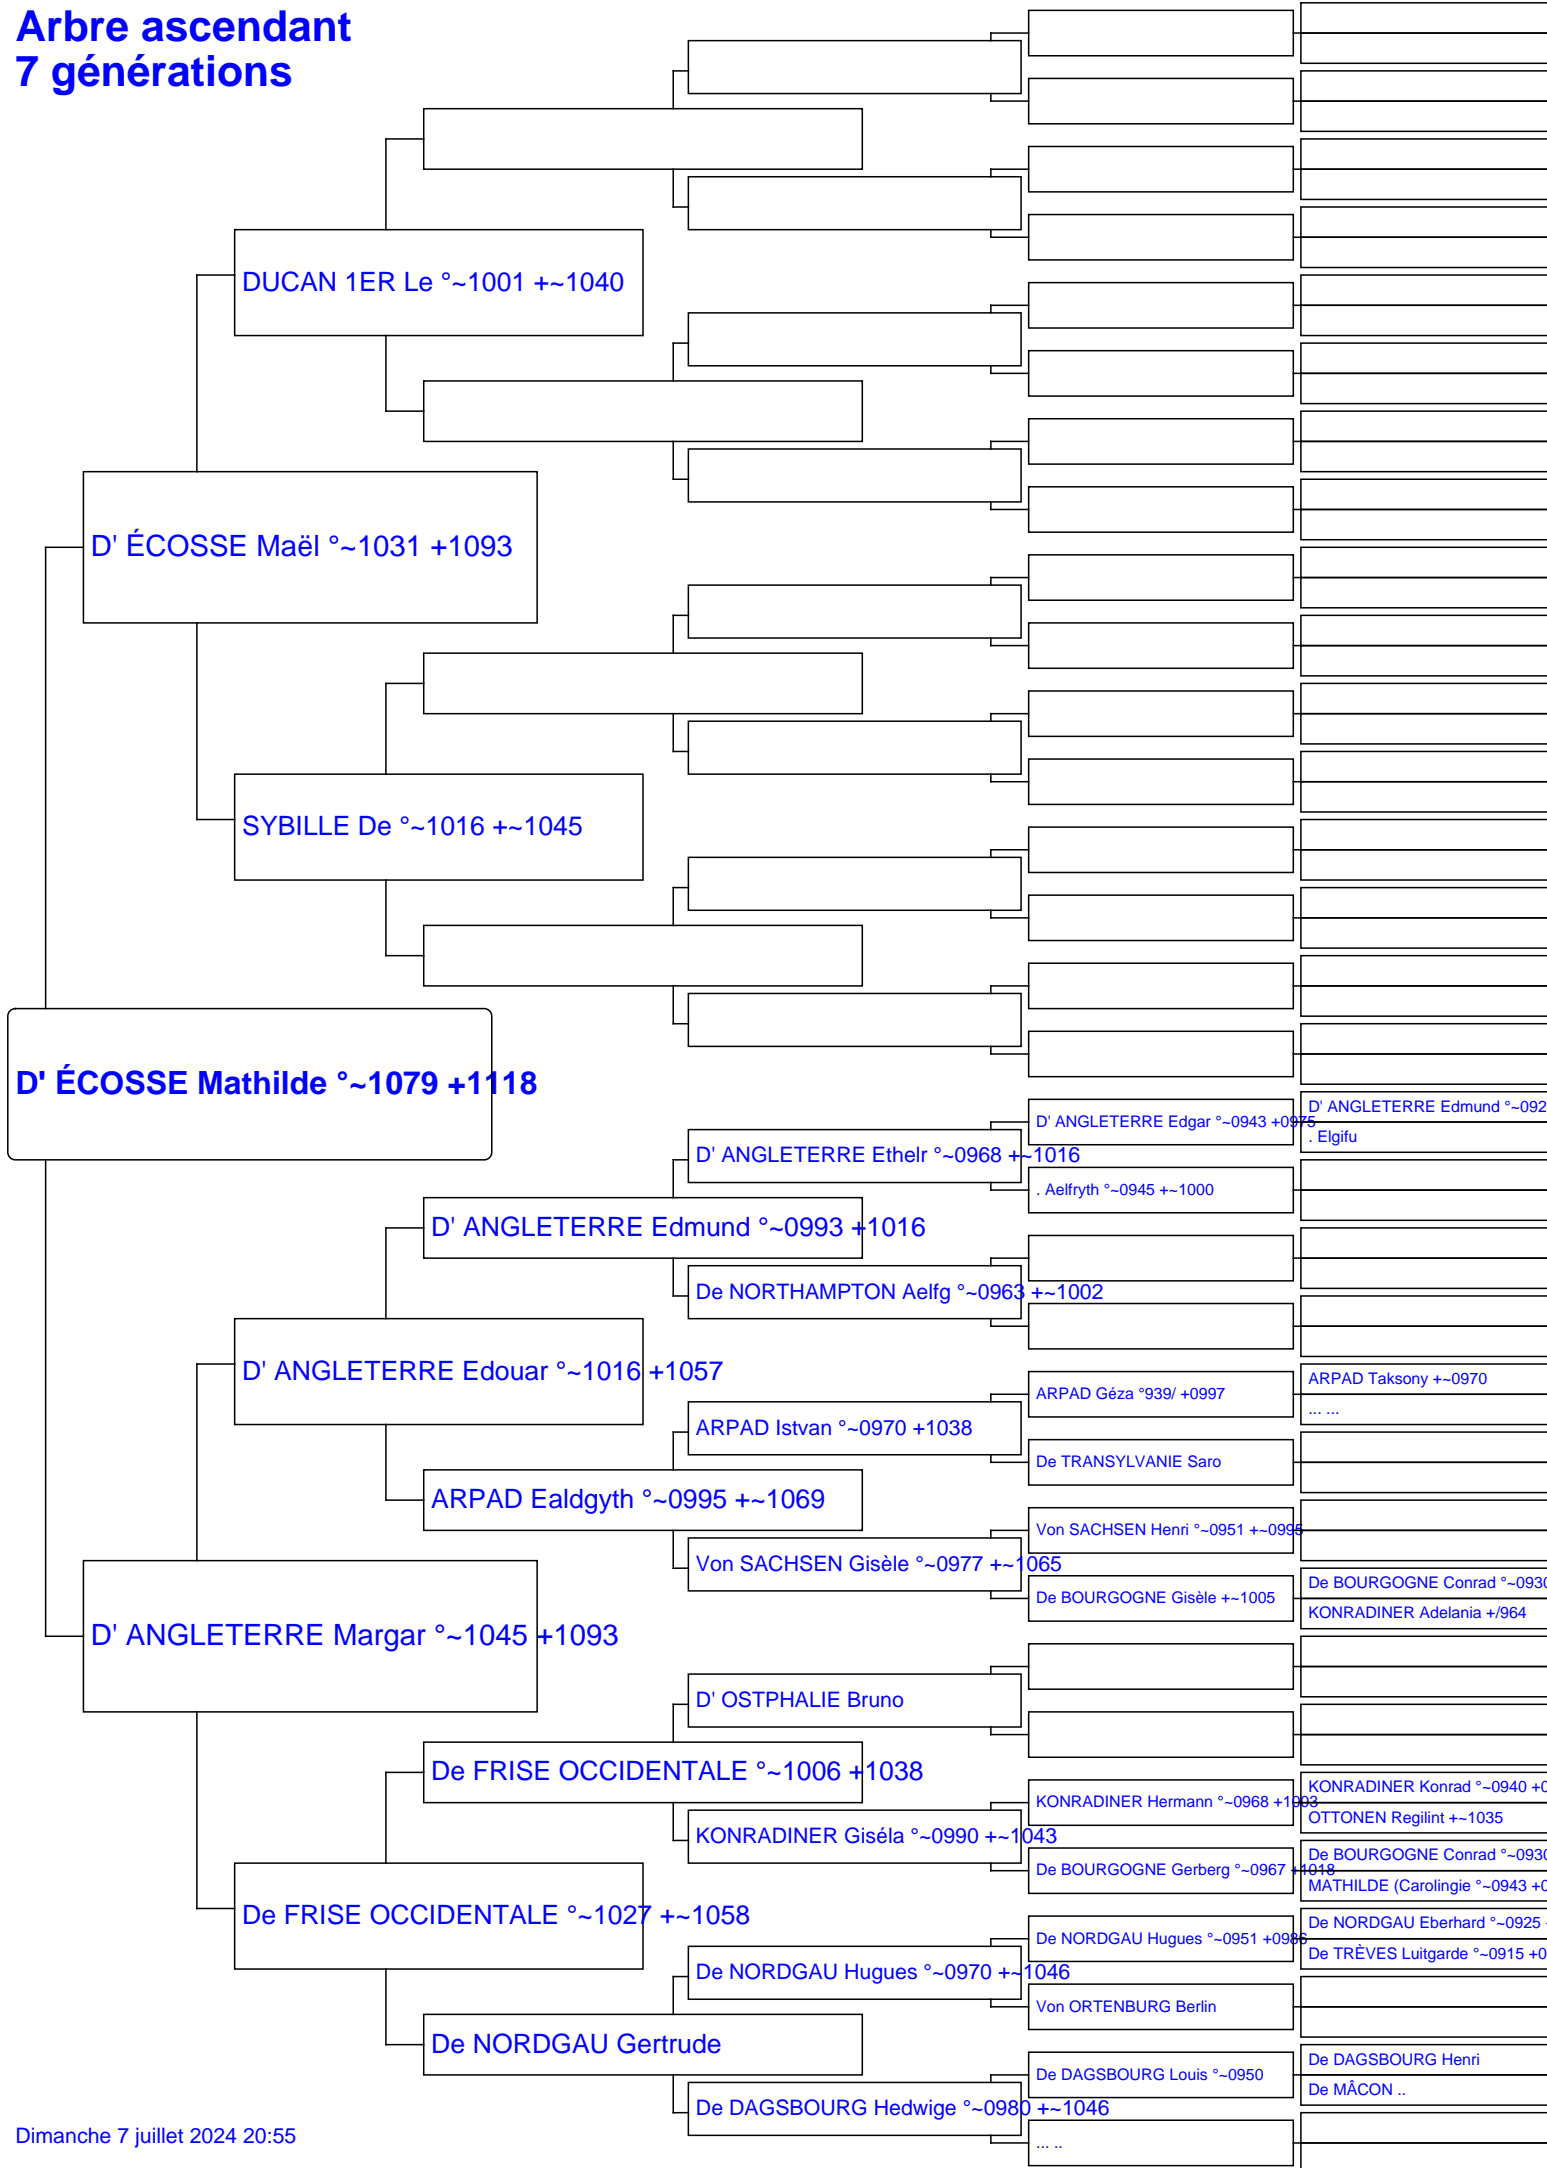 Arbre ascendant
7 générations
DUCAN 1ER Le °~1001 +~1040
D' ÉCOSSE Maël °~1031 +1093
SYBILLE De °~1016 +~1045
D' ÉCOSSE Mathilde °~1079 +1118
D' ANGLETERRE Edmund °~092
D' ANGLETERRE Edgar °~0943 +0975
. Elgifu
D' ANGLETERRE Ethelr °~0968 +~1016
. Aelfryth °~0945 +~1000
D' ANGLETERRE Edmund °~0993 +1016
De NORTHAMPTON Aelfg °~0963 +~1002
D' ANGLETERRE Edouar °~1016 +1057
ARPAD Taksony +~0970
ARPAD Géza °939/ +0997
... ...
ARPAD Istvan °~0970 +1038
De TRANSYLVANIE Saro
ARPAD Ealdgyth °~0995 +~1069
Von SACHSEN Henri °~0951 +~0995
Von SACHSEN Gisèle °~0977 +~1065
De BOURGOGNE Conrad °~0930
De BOURGOGNE Gisèle +~1005
KONRADINER Adelania +/964
D' ANGLETERRE Margar °~1045 +1093
D' OSTPHALIE Bruno
De FRISE OCCIDENTALE °~1006 +1038
KONRADINER Konrad °~0940 +0
KONRADINER Hermann °~0968 +1003
OTTONEN Regilint +~1035
KONRADINER Giséla °~0990 +~1043
De BOURGOGNE Conrad °~0930
De BOURGOGNE Gerberg °~0967 +1018
MATHILDE (Carolingie °~0943 +0
De FRISE OCCIDENTALE °~1027 +~1058
De NORDGAU Eberhard °~0925
De NORDGAU Hugues °~0951 +0986
De TRÈVES Luitgarde °~0915 +0
De NORDGAU Hugues °~0970 +~1046
Von ORTENBURG Berlin
De NORDGAU Gertrude
De DAGSBOURG Henri
De DAGSBOURG Louis °~0950
De MÂCON ..
De DAGSBOURG Hedwige °~0980 +~1046
... ..
Dimanche 7 juillet 2024 20:55